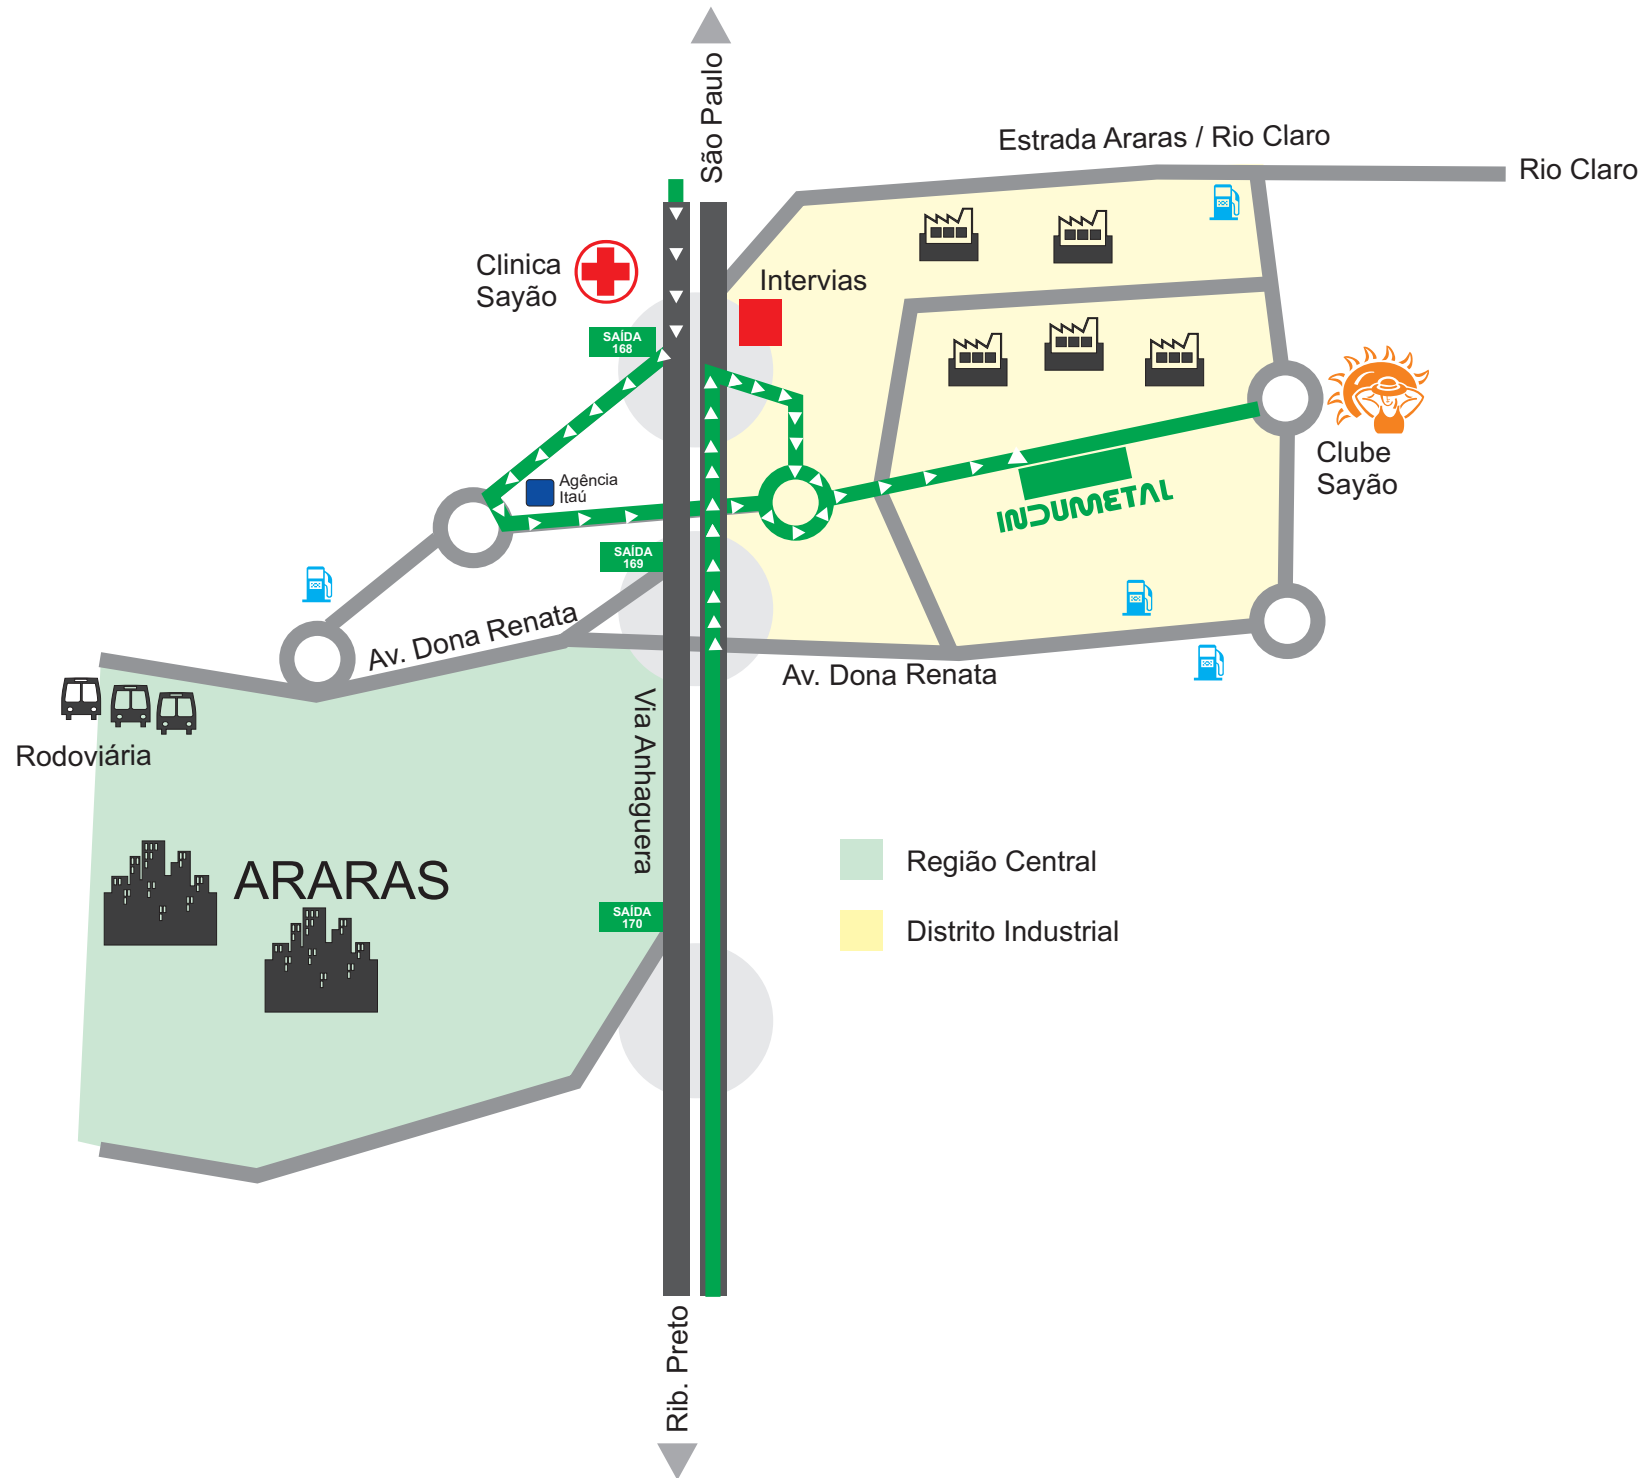 São Paulo
Estrada Araras / Rio Claro
Rio Claro
Clinica
Sayão
Intervias
SAÍDA
168
Clube
Sayão
Agência
Itaú
INDUMETAL
SAÍDA
169
Av. Dona Renata
Av. Dona Renata
Rodoviária
Via Anhaguera
ARARAS
Região Central
SAÍDA
170
Distrito Industrial
Rib. Preto